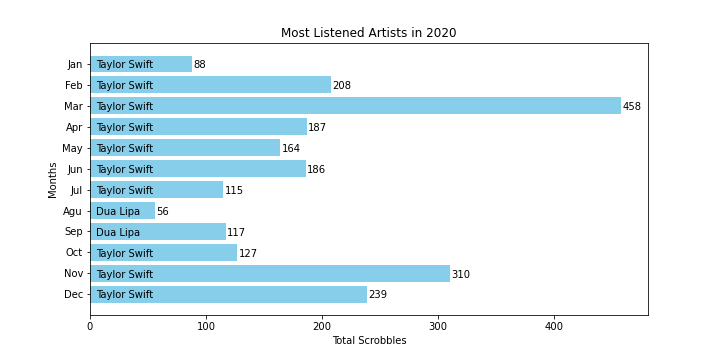 Most Listened Artists in 2020
Months
Jan Taylor Swift 88
Feb Taylor Swift 208
Mar Taylor Swift 458
Apr Taylor Swift 187
May Taylor Swift 164
Jun Taylor Swift 186
Jul Taylor Swift 115
Agu Dua Lipa 56
Sep Dua Lipa 117
Oct Taylor Swift 127
Nov Taylor Swift 310
Dec Taylor Swift 239
0 100 200 300 400
Total Scrobbles